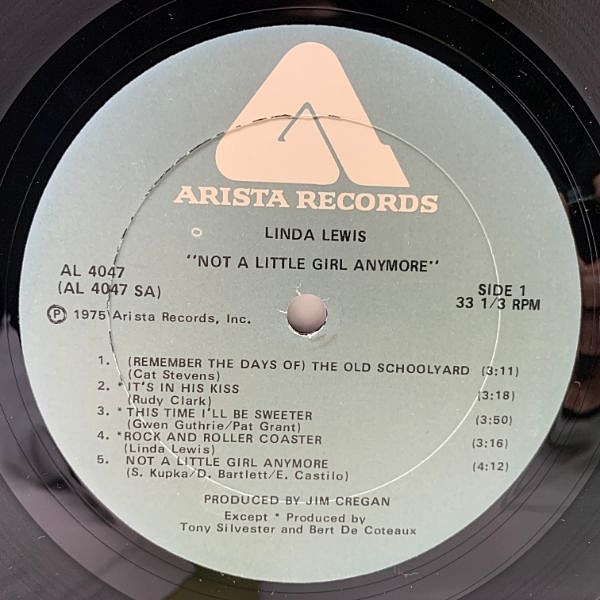 ARISTA RECORDS
LINDA LEWIS
"NOT A LITTLE GIRL ANYMORE"
AL 4047
(AL 4047 SA)
SIDE 1
33 1/3 RPM
Ⓟ 1975 Arista Records, Inc.
1. (REMEMBER THE DAYS OF) THE OLD SCHOOLYARD (3:11)
(Cat Stevens)
2. *IT'S IN HIS KISS (3:18)
(Rudy Clark)
3. *THIS TIME I'LL BE SWEETER (3:50)
(Gwen Guthrie/Pat Grant)
4. *ROCK AND ROLLER COASTER (3:16)
(Linda Lewis)
5. NOT A LITTLE GIRL ANYMORE (4:12)
(S. Kupka/D. Bartlett/E. Castilo)
PRODUCED BY JIM CREGAN
Except * Produced by
Tony Silvester and Bert De Coteaux